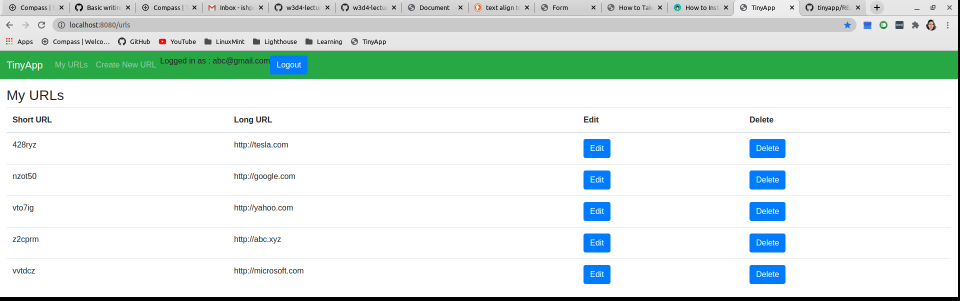 Compass | S
Basic writin
Compass | S
Inbox - ishp
w3d4-lectu
w3d4-lectu
w3d4-lectu
Document
text align t
Form
How to Take
How to Inst
TinyApp
tinyapp/RE
localhost:8080/urls
Apps
Compass | Welco…
GitHub
YouTube
LinuxMint
Lighthouse
Learning
TinyApp
TinyApp My URLs Create New URL Logged in as : abc@gmail.com Logout
My URLs
Short URL Long URL Edit Delete
428ryz http://tesla.com Edit Delete
nzot50 http://google.com Edit Delete
vto7ig http://yahoo.com Edit Delete
z2cprm http://abc.xyz Edit Delete
vvtdcz http://microsoft.com Edit Delete